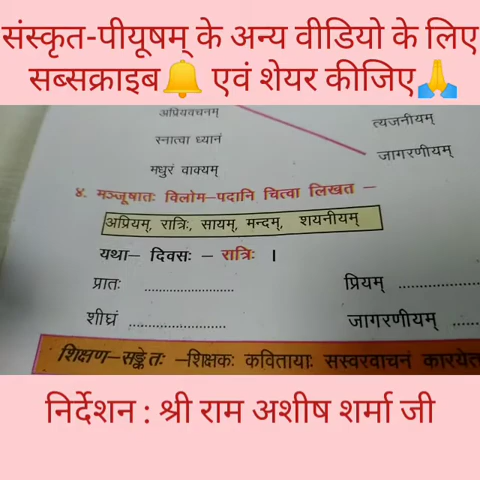 संस्कृत-पीयूषम् के अन्य वीडियो के लिए
सब्सक्राइब🔔 एवं शेयर कीजिए🙏
अप्रियवचनम्
त्यजनीयम्
स्नात्वा ध्यानं
जागरणीयम्
मधुरं वाक्यम्
४. मञ्जूषातः विलोम-पदानि चित्वा लिखत –
अप्रियम्, रात्रिः, सायम्, मन्दम्, शयनीयम्
यथा– दिवसः – रात्रिः ।
प्रातः ........................ प्रियम् ........................
शीघ्रं ........................ जागरणीयम् ......
शिक्षण–सङ्केतः –शिक्षकः कवितायाः सस्वरवाचनं कारयेत
निर्देशन : श्री राम अशीष शर्मा जी